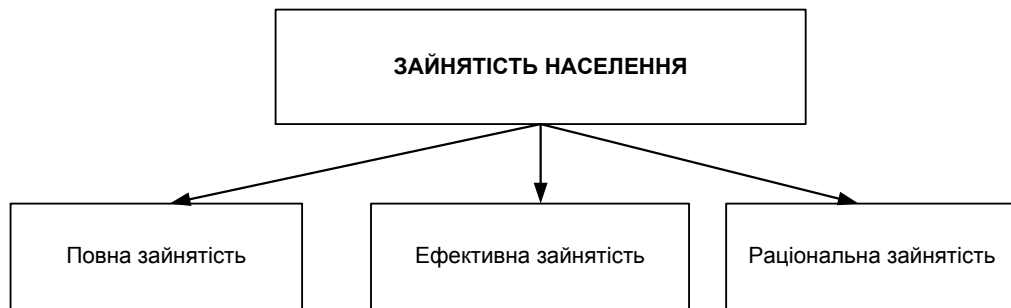 ЗАЙНЯТІСТЬ НАСЕЛЕННЯ
Повна зайнятість
Ефективна зайнятість
Раціональна зайнятість